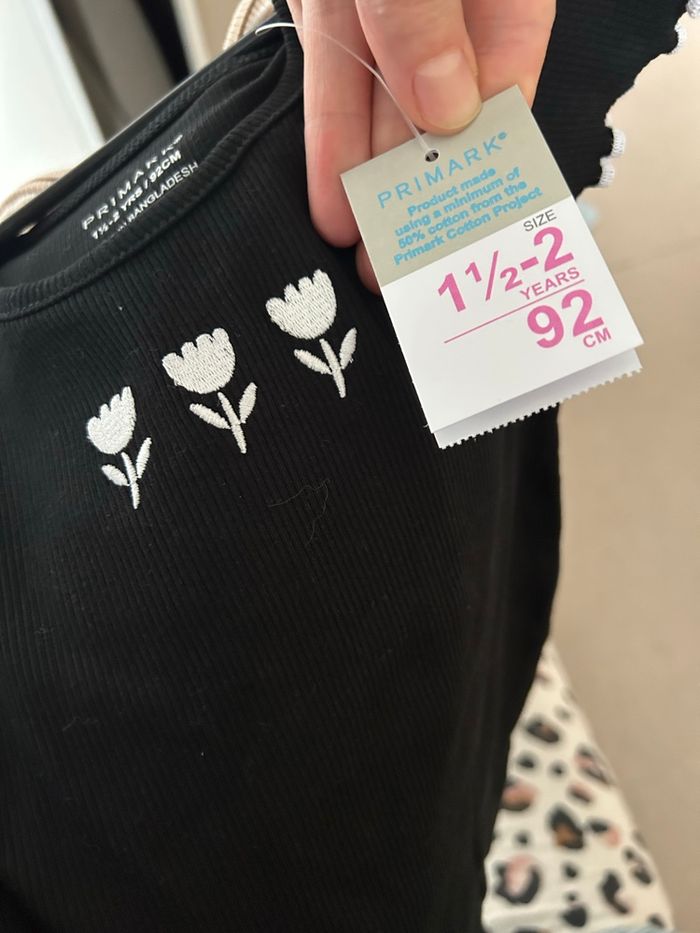 PRIMARK
1½-2 YRS / 92CM
BANGLADESH
PRIMARK®
Product made
using a minimum of
50% cotton from the
Primark Cotton Project
SIZE
1½-2
YEARS
92
CM